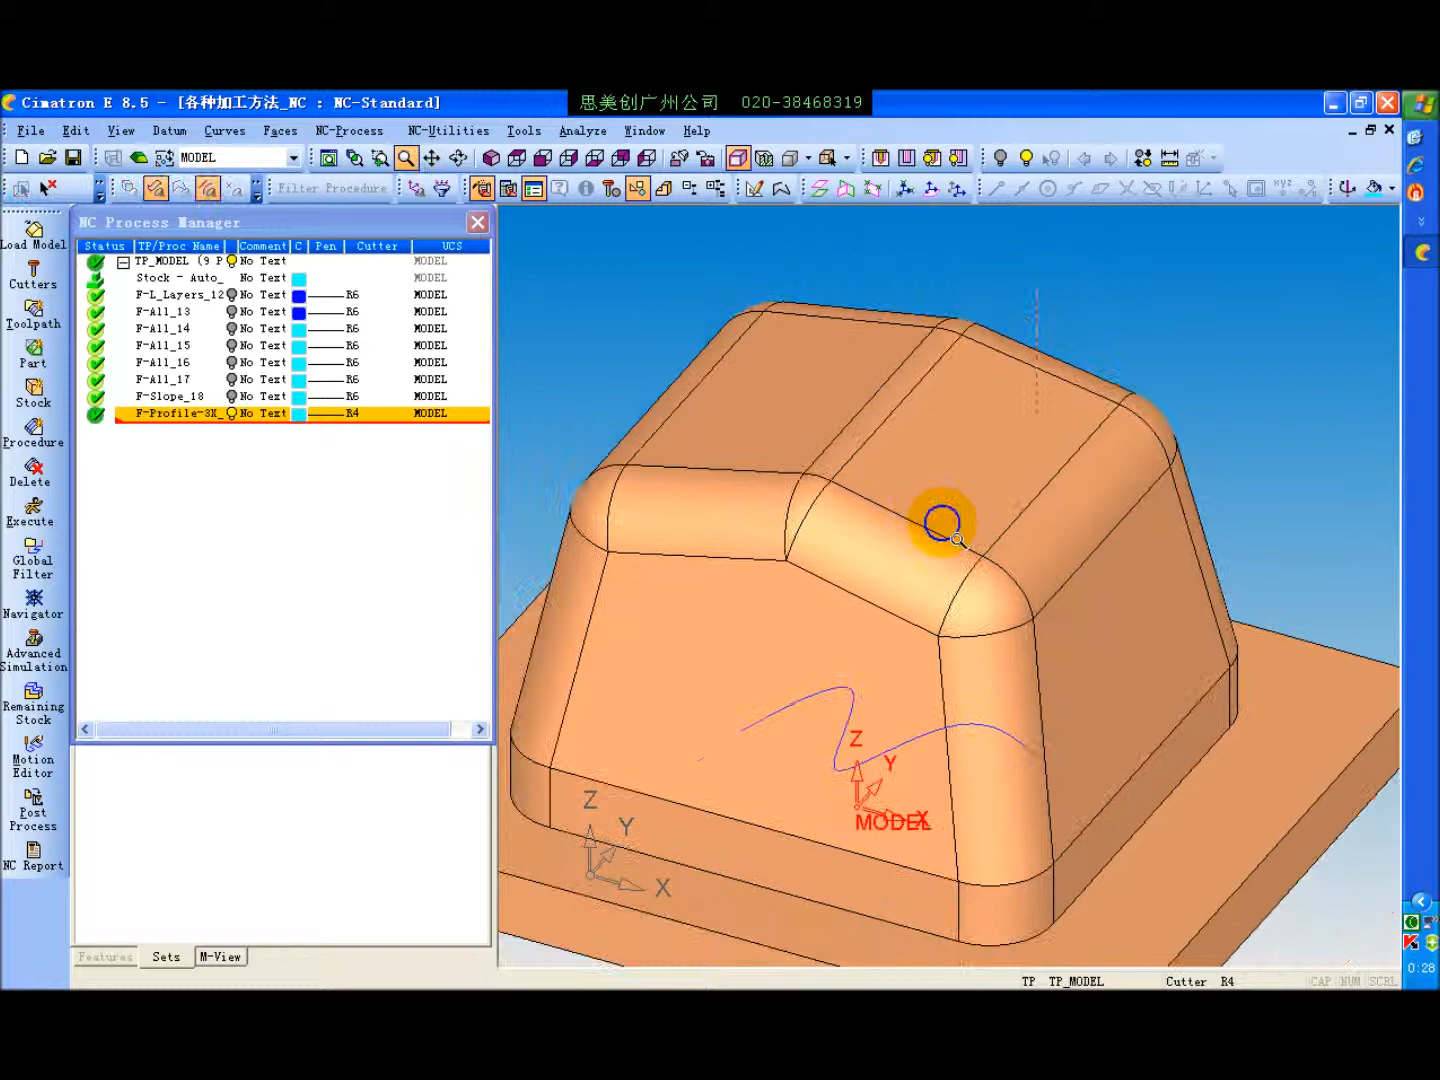 Cimatron E 8.5 - [各种加工方法_NC : NC-Standard]
思美创广州公司 020-38468319
File Edit View Datum Curves Faces NC-Process NC-Utilities Tools Analyze Window Help
MODEL
Filter Procedure
NC Process Manager
Status TP/Proc Name Comment C Pen Cutter UCS
TP_MODEL (9 P No Text MODEL
Stock - Auto_ No Text MODEL
F-L_Layers_12 No Text R6 MODEL
F-All_13 No Text R6 MODEL
F-All_14 No Text R6 MODEL
F-All_15 No Text R6 MODEL
F-All_16 No Text R6 MODEL
F-All_17 No Text R6 MODEL
F-Slope_18 No Text R6 MODEL
F-Profile-3X_ No Text R4 MODEL
Load Model
Cutters
Toolpath
Part
Stock
Procedure
Delete
Execute
Global
Filter
Navigator
Advanced
Simulation
Remaining
Stock
Motion
Editor
Post
Process
NC Report
Z
Y
X
MODEL
Z
Y
X
Features Sets M-View
TP TP_MODEL Cutter R4 CAP NUM SCRL
0:28